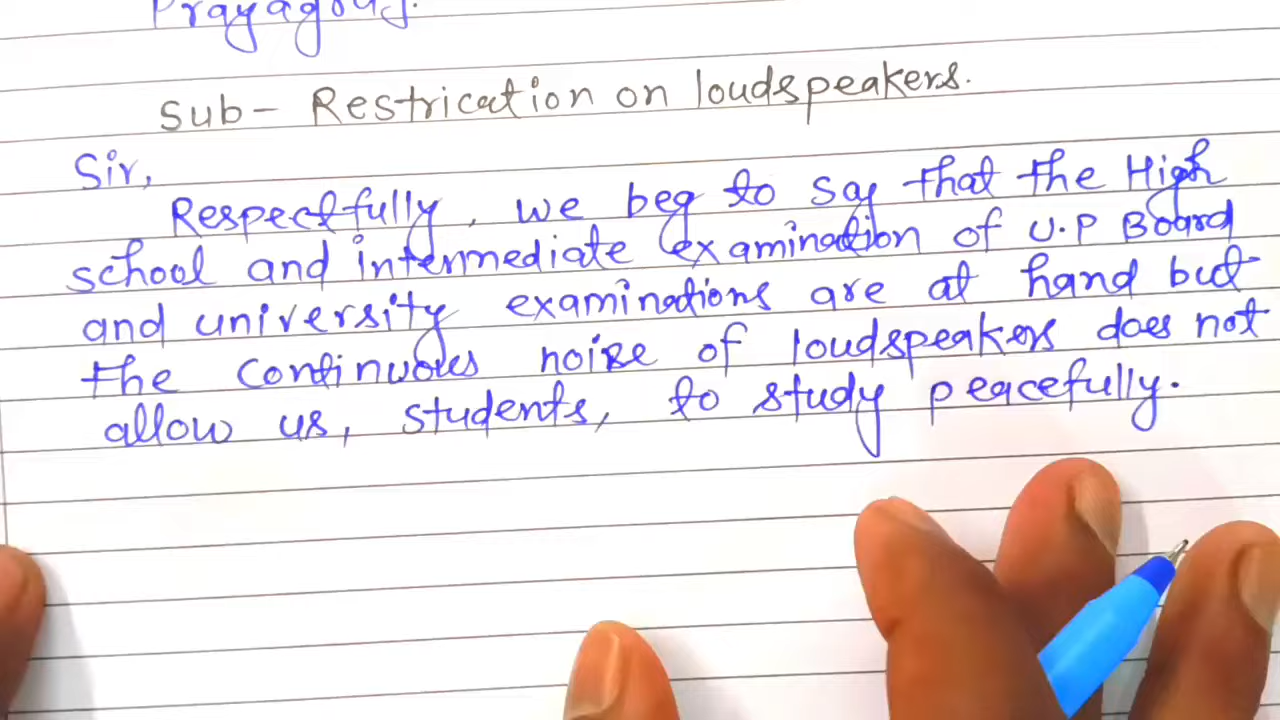 Prayagraj.
Sub- Restrication on loudspeakers.
Sir,
Respectfully, we beg to say that the High
school and intermediate examination of U.P Board
and university examinations are at hand but
the continuous noise of loudspeakers does not
allow us, students, to study peacefully.